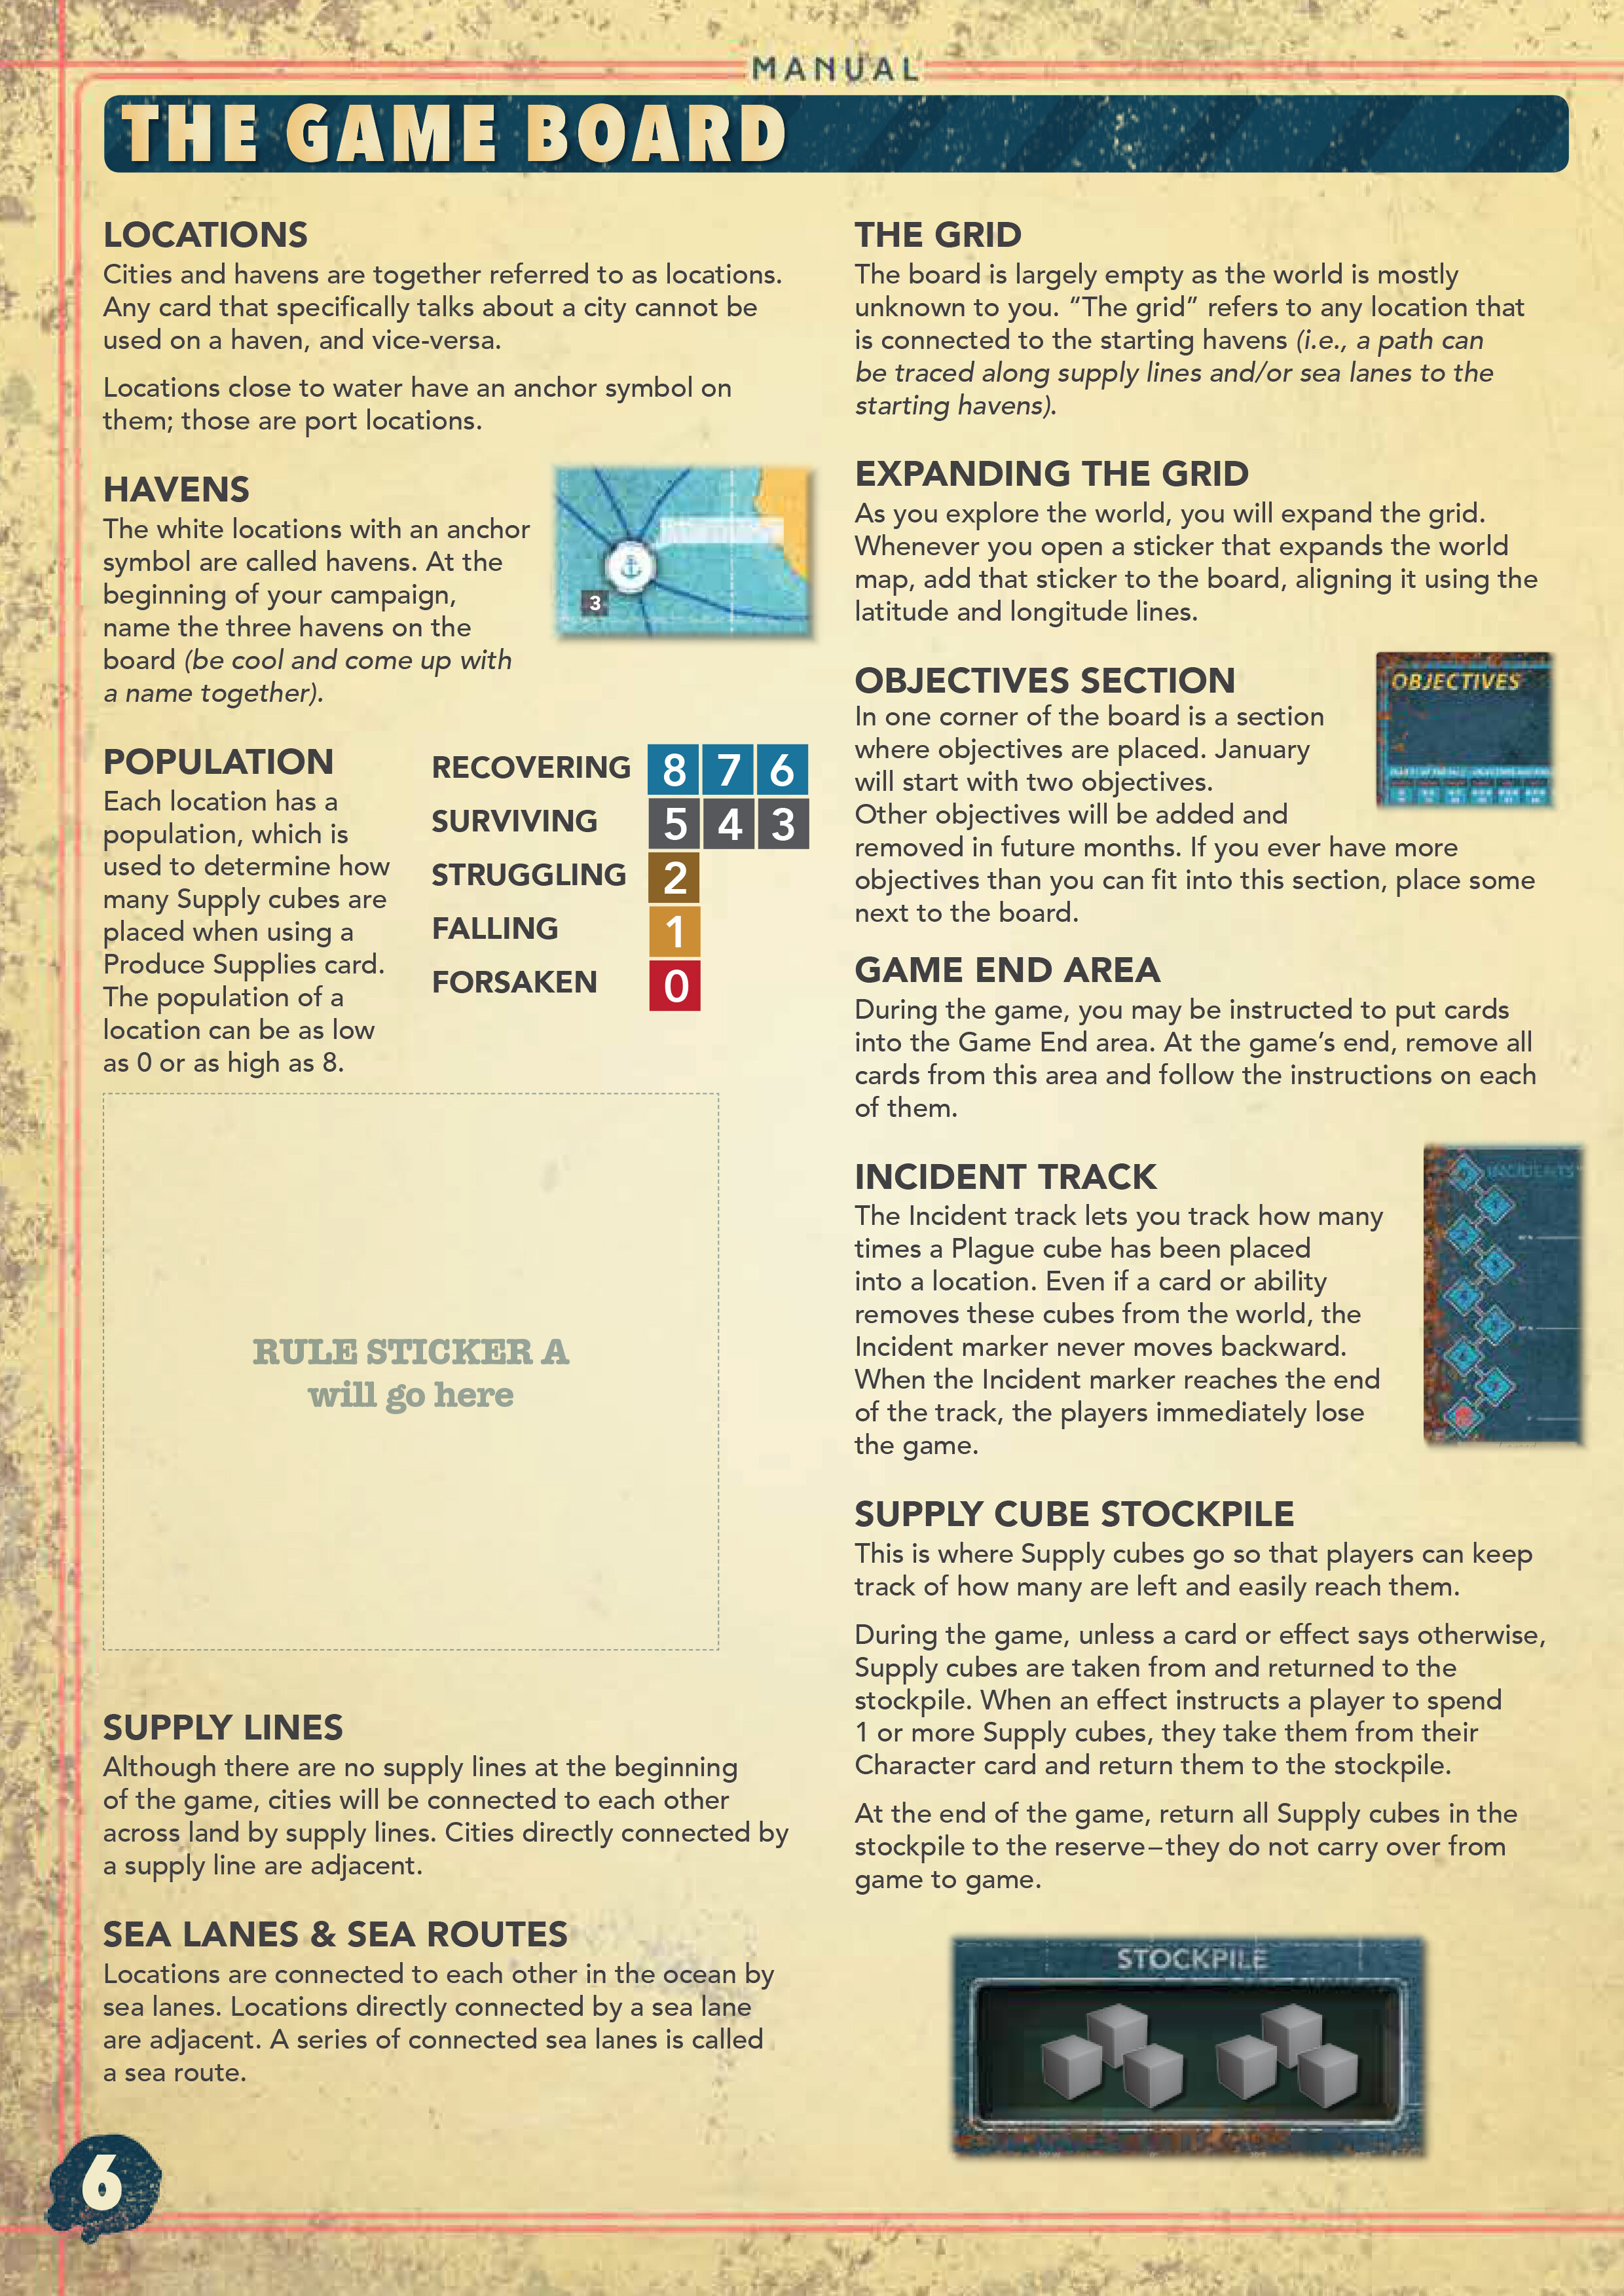 MANUAL
THE GAME BOARD
LOCATIONS
Cities and havens are together referred to as locations.
Any card that specifically talks about a city cannot be
used on a haven, and vice-versa.
Locations close to water have an anchor symbol on
them; those are port locations.
HAVENS
The white locations with an anchor
symbol are called havens. At the
beginning of your campaign,
name the three havens on the
board (be cool and come up with
a name together).
3
POPULATION
Each location has a
population, which is
used to determine how
many Supply cubes are
placed when using a
Produce Supplies card.
The population of a
location can be as low
as 0 or as high as 8.
RECOVERING 8 7 6
SURVIVING 5 4 3
STRUGGLING 2
FALLING 1
FORSAKEN 0
RULE STICKER A
will go here
SUPPLY LINES
Although there are no supply lines at the beginning
of the game, cities will be connected to each other
across land by supply lines. Cities directly connected by
a supply line are adjacent.
SEA LANES & SEA ROUTES
Locations are connected to each other in the ocean by
sea lanes. Locations directly connected by a sea lane
are adjacent. A series of connected sea lanes is called
a sea route.
THE GRID
The board is largely empty as the world is mostly
unknown to you. “The grid” refers to any location that
is connected to the starting havens (i.e., a path can
be traced along supply lines and/or sea lanes to the
starting havens).
EXPANDING THE GRID
As you explore the world, you will expand the grid.
Whenever you open a sticker that expands the world
map, add that sticker to the board, aligning it using the
latitude and longitude lines.
OBJECTIVES SECTION
In one corner of the board is a section
where objectives are placed. January
will start with two objectives.
Other objectives will be added and
removed in future months. If you ever have more
objectives than you can fit into this section, place some
next to the board.
OBJECTIVES
GAME END AREA
During the game, you may be instructed to put cards
into the Game End area. At the game’s end, remove all
cards from this area and follow the instructions on each
of them.
INCIDENT TRACK
The Incident track lets you track how many
times a Plague cube has been placed
into a location. Even if a card or ability
removes these cubes from the world, the
Incident marker never moves backward.
When the Incident marker reaches the end
of the track, the players immediately lose
the game.
INCIDENTS
SUPPLY CUBE STOCKPILE
This is where Supply cubes go so that players can keep
track of how many are left and easily reach them.
During the game, unless a card or effect says otherwise,
Supply cubes are taken from and returned to the
stockpile. When an effect instructs a player to spend
1 or more Supply cubes, they take them from their
Character card and return them to the stockpile.
At the end of the game, return all Supply cubes in the
stockpile to the reserve–they do not carry over from
game to game.
STOCKPILE
6